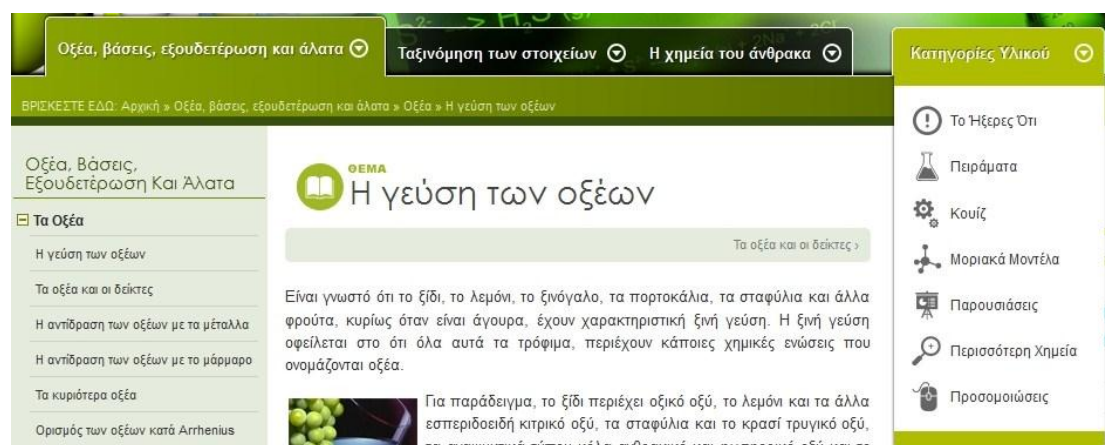 Οξέα, βάσεις, εξουδετέρωση και άλατα
Ταξινόμηση των στοιχείων
Η χημεία του άνθρακα
Κατηγορίες Υλικού
ΒΡΙΣΚΕΣΤΕ ΕΔΩ: Αρχική » Οξέα, βάσεις, εξουδετέρωση και άλατα » Οξέα » Η γεύση των οξέων
Οξέα, Βάσεις,
Εξουδετέρωση Και Άλατα
Τα Οξέα
Η γεύση των οξέων
Τα οξέα και οι δείκτες
Η αντίδραση των οξέων με τα μέταλλα
Η αντίδραση των οξέων με το μάρμαρο
Τα κυριότερα οξέα
Ορισμός των οξέων κατά Arrhenius
ΘΕΜΑ
Η γεύση των οξέων
Τα οξέα και οι δείκτες ›
Είναι γνωστό ότι το ξίδι, το λεμόνι, το ξινόγαλο, τα πορτοκάλια, τα σταφύλια και άλλα
φρούτα, κυρίως όταν είναι άγουρα, έχουν χαρακτηριστική ξινή γεύση. Η ξινή γεύση
οφείλεται στο ότι όλα αυτά τα τρόφιμα, περιέχουν κάποιες χημικές ενώσεις που
ονομάζονται οξέα.
Για παράδειγμα, το ξίδι περιέχει οξικό οξύ, το λεμόνι και τα άλλα
εσπεριδοειδή κιτρικό οξύ, τα σταφύλια και το κρασί τρυγικό οξύ,
Το Ήξερες Ότι
Πειράματα
Κουίζ
Μοριακά Μοντέλα
Παρουσιάσεις
Περισσότερη Χημεία
Προσομοιώσεις